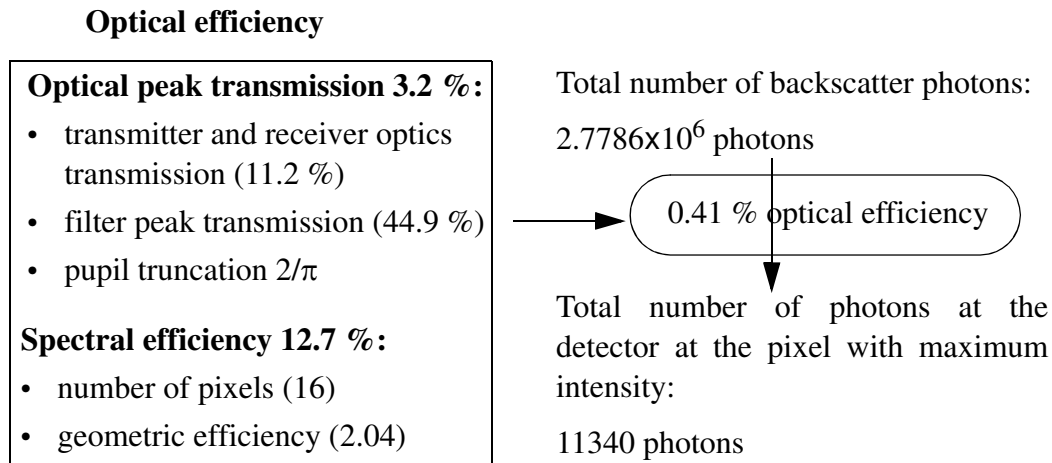 Optical efficiency
Optical peak transmission 3.2 %:
• transmitter and receiver optics
transmission (11.2 %)
• filter peak transmission (44.9 %)
• pupil truncation 2/π
Spectral efficiency 12.7 %:
• number of pixels (16)
• geometric efficiency (2.04)
Total number of backscatter photons:
2.7786x10⁶ photons
0.41 % optical efficiency
Total number of photons at the
detector at the pixel with maximum
intensity:
11340 photons